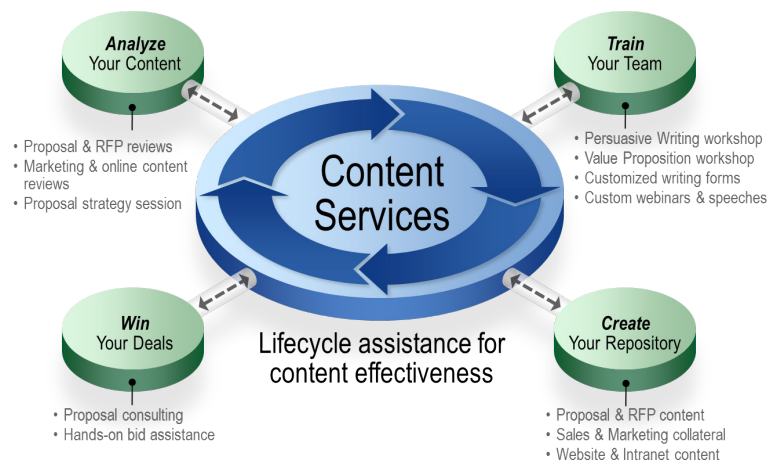 Analyze
Your Content
• Proposal & RFP reviews
• Marketing & online content
reviews
• Proposal strategy session
Train
Your Team
• Persuasive Writing workshop
• Value Proposition workshop
• Customized writing forms
• Custom webinars & speeches
Content
Services
Lifecycle assistance for
content effectiveness
Win
Your Deals
• Proposal consulting
• Hands-on bid assistance
Create
Your Repository
• Proposal & RFP content
• Sales & Marketing collateral
• Website & Intranet content